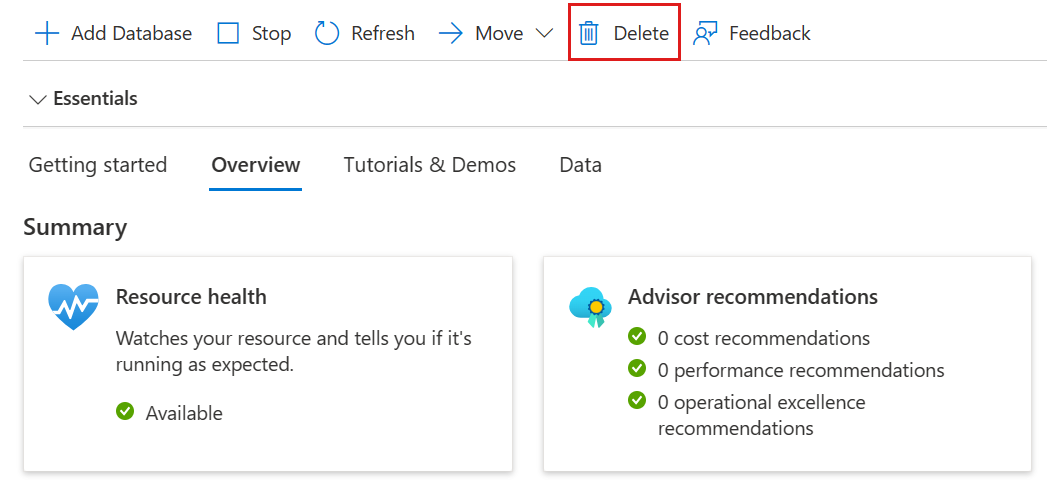 Add Database Stop Refresh Move Delete Feedback
Essentials
Getting started Overview Tutorials & Demos Data
Summary
Resource health
Watches your resource and tells you if it's
running as expected.
Available
Advisor recommendations
0 cost recommendations
0 performance recommendations
0 operational excellence
recommendations